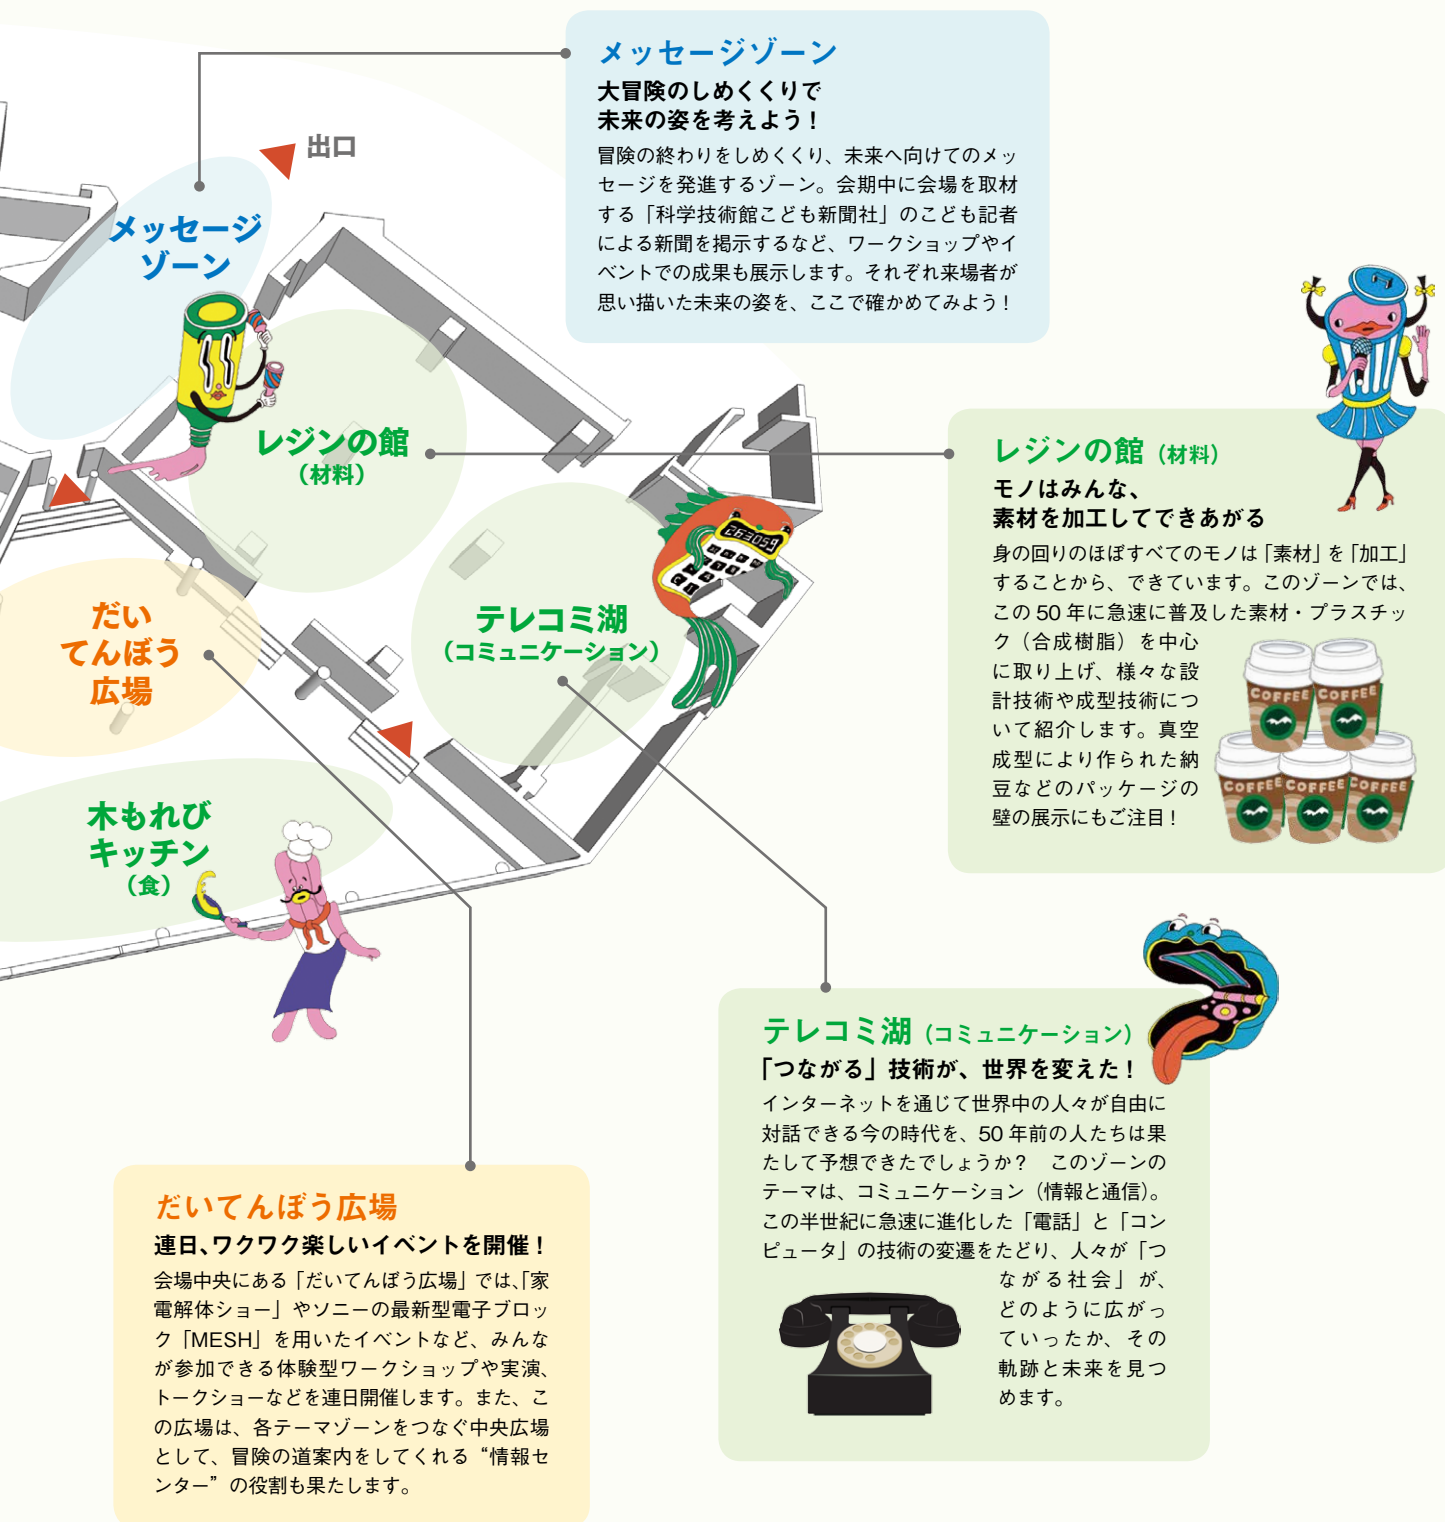 メッセージゾーン
大冒険のしめくくりで
未来の姿を考えよう！
冒険の終わりをしめくくり、未来へ向けてのメッ
セージを発進するゾーン。会期中に会場を取材
する「科学技術館こども新聞社」のこども記者
による新聞を掲示するなど、ワークショップやイ
ベントでの成果も展示します。それぞれ来場者が
思い描いた未来の姿を、ここで確かめてみよう！
出口
メッセージ
ゾーン
レジンの館
（材料）
263059
テレコミ湖
（コミュニケーション）
だい
てんぼう
広場
木もれび
キッチン
（食）
レジンの館（材料）
モノはみんな、
素材を加工してできあがる
身の回りのほぼすべてのモノは「素材」を「加工」
することから、できています。このゾーンでは、
この50年に急速に普及した素材・プラスチッ
ク（合成樹脂）を中心
に取り上げ、様々な設
計技術や成型技術につ
いて紹介します。真空
成型により作られた納
豆などのパッケージの
壁の展示にもご注目！
COFFEE
COFFEE
COFFEE
COFFEE
COFFEE
テレコミ湖（コミュニケーション）
「つながる」技術が、世界を変えた！
インターネットを通じて世界中の人々が自由に
対話できる今の時代を、50年前の人たちは果
たして予想できたでしょうか？　このゾーンの
テーマは、コミュニケーション（情報と通信）。
この半世紀に急速に進化した「電話」と「コン
ピュータ」の技術の変遷をたどり、人々が「つ
ながる社会」が、
どのように広がっ
ていったか、その
軌跡と未来を見つ
めます。
だいてんぼう広場
連日、ワクワク楽しいイベントを開催！
会場中央にある「だいてんぼう広場」では、「家
電解体ショー」やソニーの最新型電子ブロッ
ク「MESH」を用いたイベントなど、みんな
が参加できる体験型ワークショップや実演、
トークショーなどを連日開催します。また、こ
の広場は、各テーマゾーンをつなぐ中央広場
として、冒険の道案内をしてくれる“情報セ
ンター”の役割も果たします。